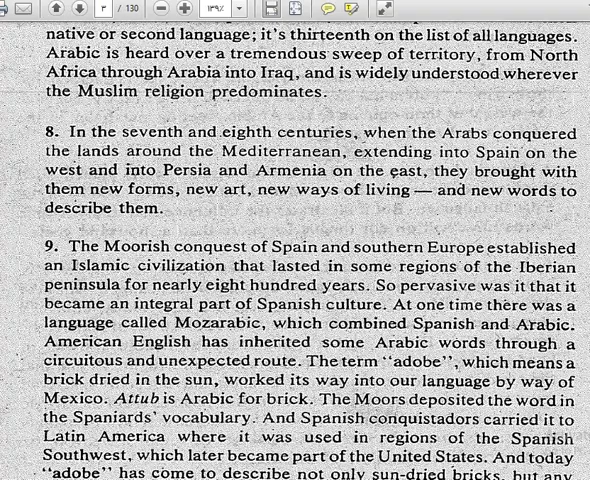 ٣ / 130 ١٣٩٪
native or second language; it's thirteenth on the list of all languages.
Arabic is heard over a tremendous sweep of territory, from North
Africa through Arabia into Iraq, and is widely understood wherever
the Muslim religion predominates.
8. In the seventh and eighth centuries, when the Arabs conquered
the lands around the Mediterranean, extending into Spain on the
west and into Persia and Armenia on the east, they brought with
them new forms, new art, new ways of living — and new words to
describe them.
9. The Moorish conquest of Spain and southern Europe established
an Islamic civilization that lasted in some regions of the Iberian
peninsula for nearly eight hundred years. So pervasive was it that it
became an integral part of Spanish culture. At one time there was a
language called Mozarabic, which combined Spanish and Arabic.
American English has inherited some Arabic words through a
circuitous and unexpected route. The term "adobe", which means a
brick dried in the sun, worked its way into our language by way of
Mexico. Attub is Arabic for brick. The Moors deposited the word in
the Spaniards' vocabulary. And Spanish conquistadors carried it to
Latin America where it was used in regions of the Spanish
Southwest, which later became part of the United States. And today
"adobe" has come to describe not only sun-dried bricks, but any